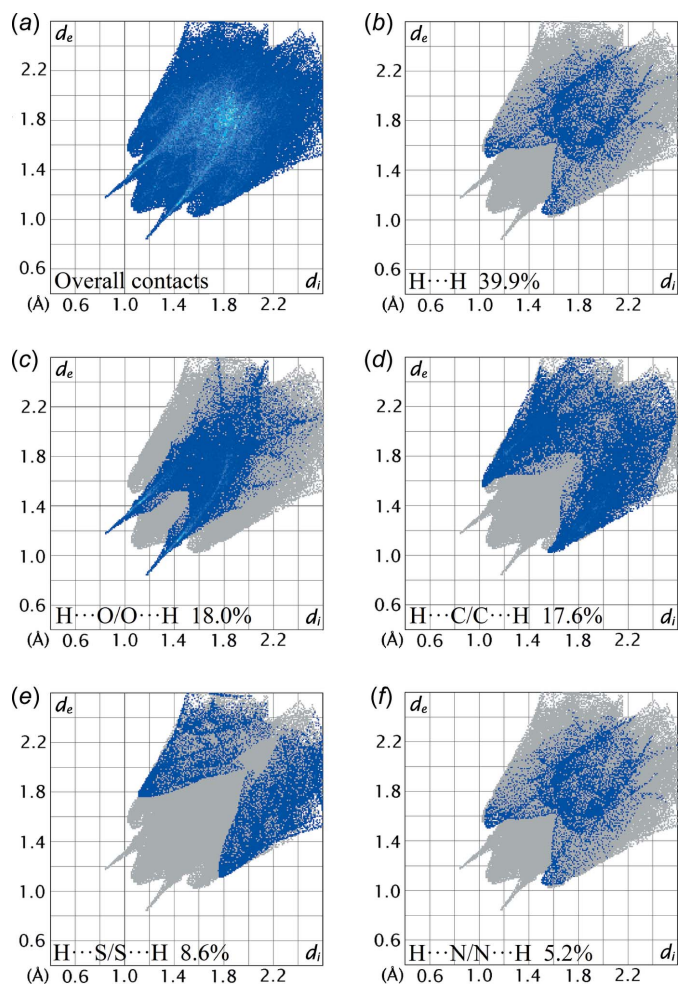 (a)
dₑ
2.2
1.8
1.4
1.0
0.6
Overall contacts dᵢ
(Å) 0.6 1.0 1.4 1.8 2.2
(b)
dₑ
2.2
1.8
1.4
1.0
0.6
H···H 39.9% dᵢ
(Å) 0.6 1.0 1.4 1.8 2.2
(c)
dₑ
2.2
1.8
1.4
1.0
0.6
H···O/O···H 18.0% dᵢ
(Å) 0.6 1.0 1.4 1.8 2.2
(d)
dₑ
2.2
1.8
1.4
1.0
0.6
H···C/C···H 17.6% dᵢ
(Å) 0.6 1.0 1.4 1.8 2.2
(e)
dₑ
2.2
1.8
1.4
1.0
0.6
H···S/S···H 8.6% dᵢ
(Å) 0.6 1.0 1.4 1.8 2.2
(f)
dₑ
2.2
1.8
1.4
1.0
0.6
H···N/N···H 5.2% dᵢ
(Å) 0.6 1.0 1.4 1.8 2.2